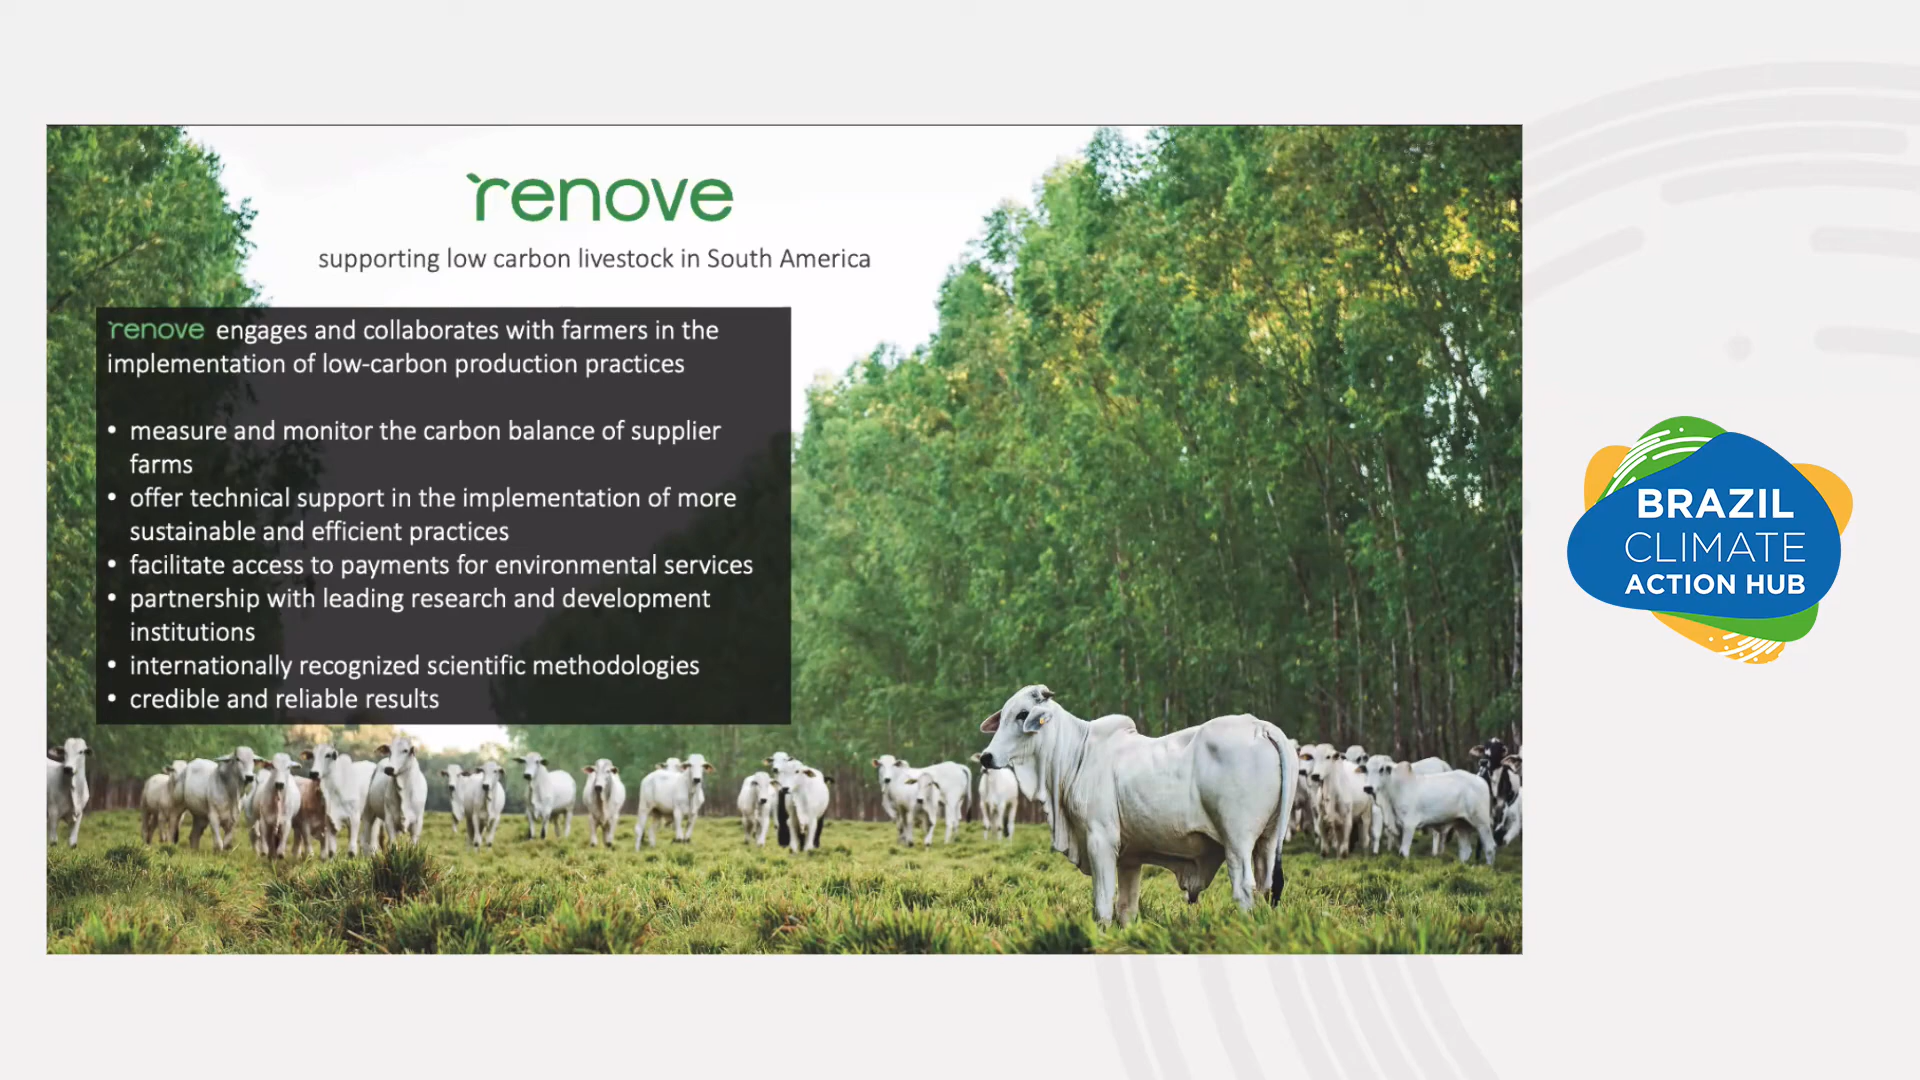 renove
supporting low carbon livestock in South America
renove engages and collaborates with farmers in the
implementation of low-carbon production practices
• measure and monitor the carbon balance of supplier
farms
• offer technical support in the implementation of more
sustainable and efficient practices
• facilitate access to payments for environmental services
• partnership with leading research and development
institutions
• internationally recognized scientific methodologies
• credible and reliable results
BRAZIL
CLIMATE
ACTION HUB